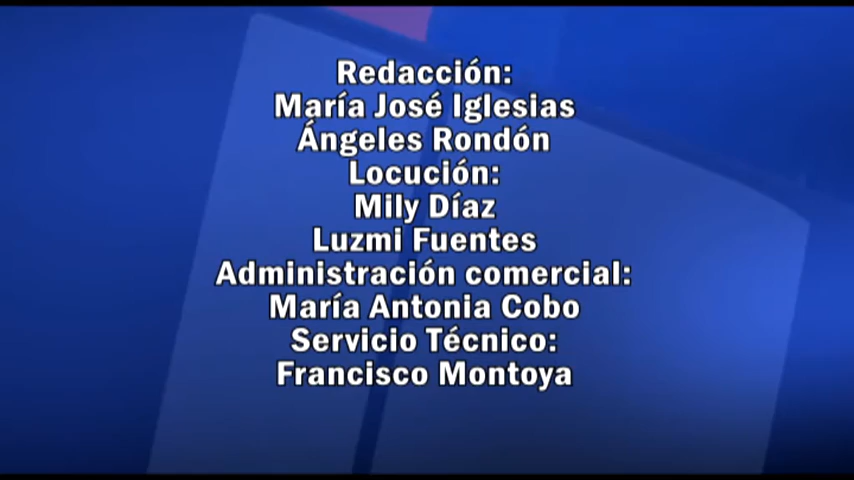 Redacción:
María José Iglesias
Ángeles Rondón
Locución:
Mily Díaz
Luzmi Fuentes
Administración comercial:
María Antonia Cobo
Servicio Técnico:
Francisco Montoya